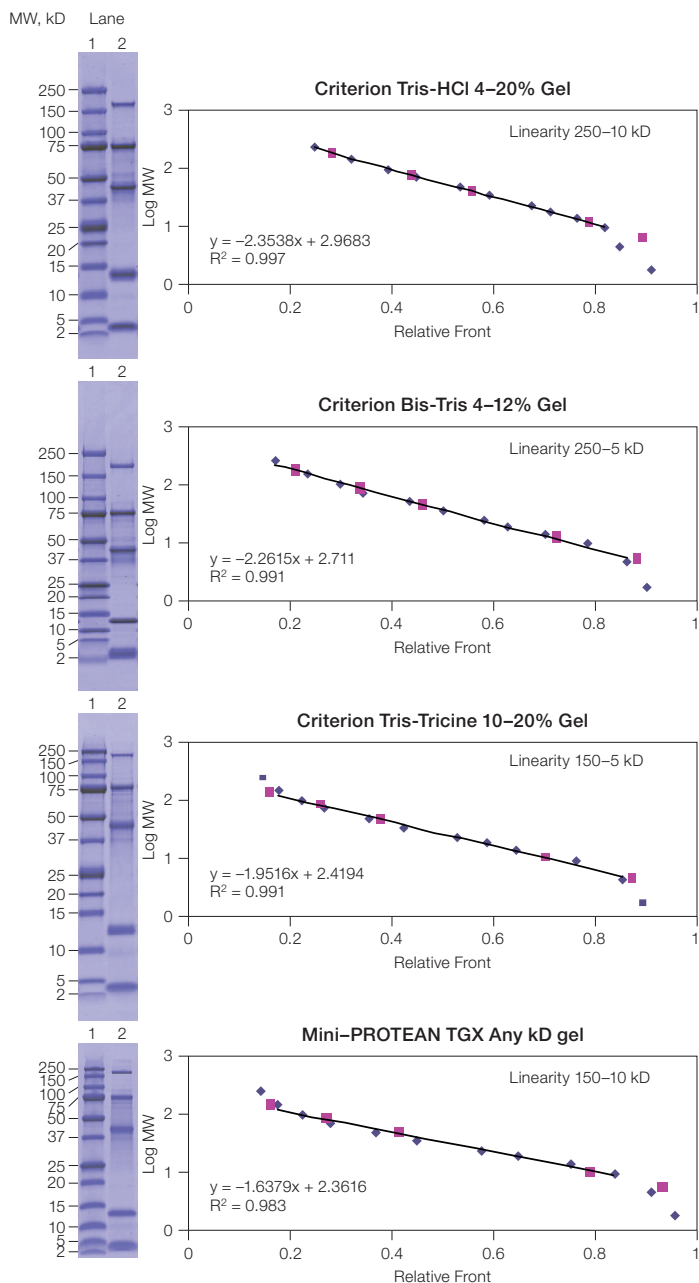 MW, kD Lane
1 2
250
150
100
75
50
37
25
20
15
10
5
2
Criterion Tris-HCl 4–20% Gel
Linearity 250–10 kD
3
2
1
0
Log MW
y = –2.3538x + 2.9683
R² = 0.997
0 0.2 0.4 0.6 0.8 1
Relative Front
1 2
250
150
100
75
50
37
25
20
15
10
5
2
Criterion Bis-Tris 4–12% Gel
Linearity 250–5 kD
3
2
1
0
Log MW
y = –2.2615x + 2.711
R² = 0.991
0 0.2 0.4 0.6 0.8 1
Relative Front
1 2
250
150
100
75
50
37
25
20
15
10
5
2
Criterion Tris-Tricine 10–20% Gel
Linearity 150–5 kD
3
2
1
0
Log MW
y = –1.9516x + 2.4194
R² = 0.991
0 0.2 0.4 0.6 0.8 1
Relative Front
1 2
250
150
100
75
50
37
25
20
15
10
5
2
Mini–PROTEAN TGX Any kD gel
Linearity 150–10 kD
3
2
1
0
Log MW
y = –1.6379x + 2.3616
R² = 0.983
0 0.2 0.4 0.6 0.8 1
Relative Front